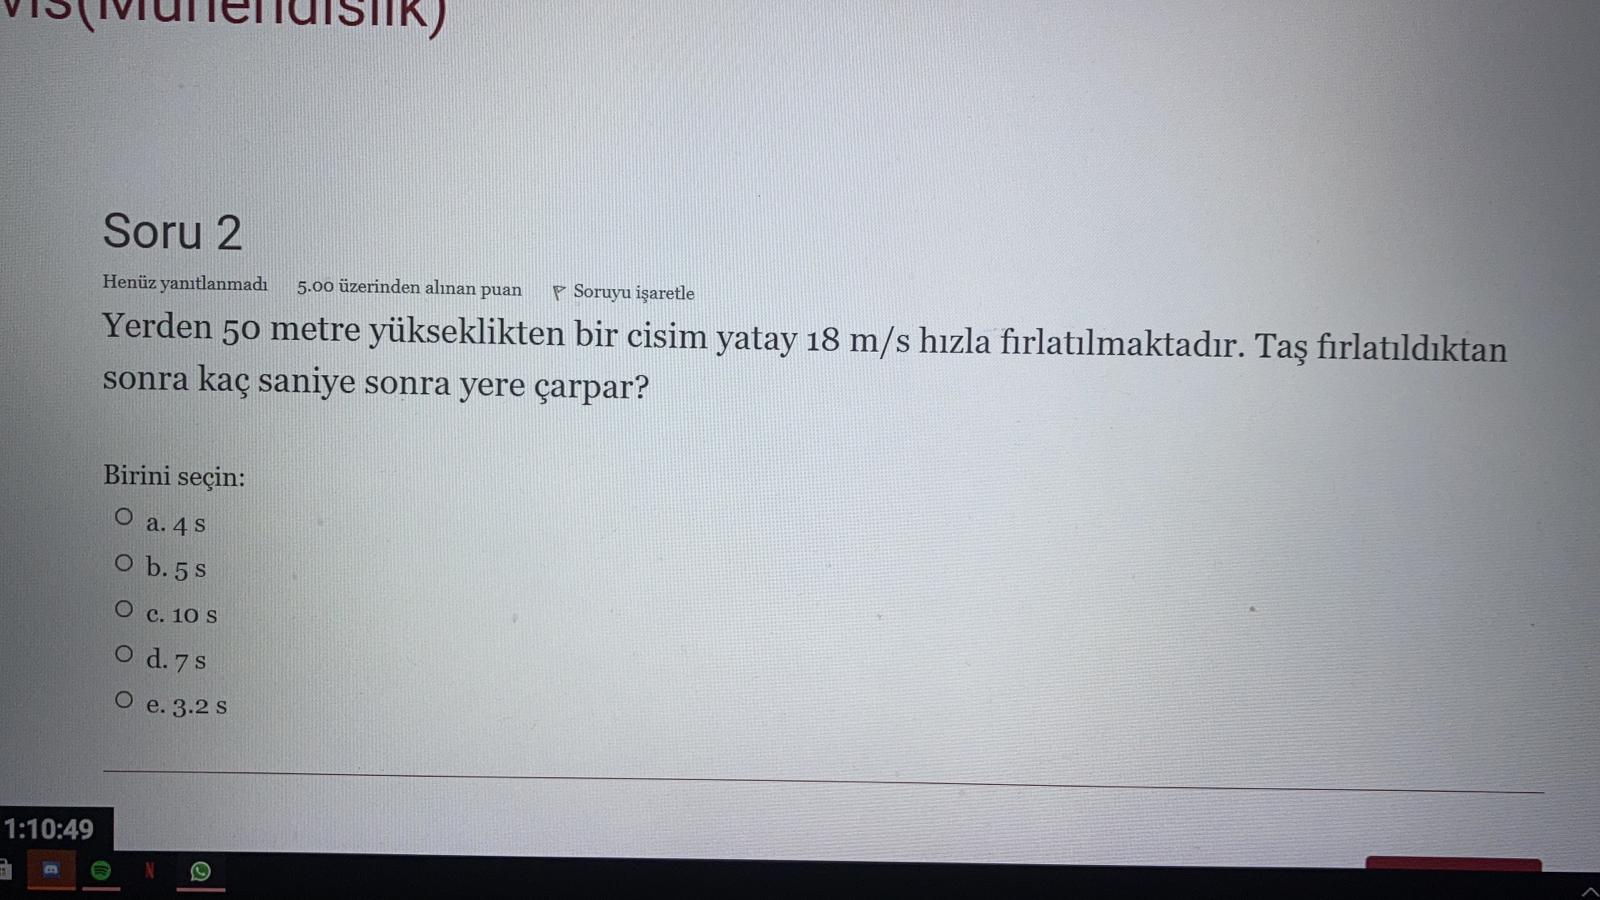 (Mühendislik)
Soru 2
Henüz yanıtlanmadı 5.00 üzerinden alınan puan Soruyu işaretle
Yerden 50 metre yükseklikten bir cisim yatay 18 m/s hızla fırlatılmaktadır. Taş fırlatıldıktan
sonra kaç saniye sonra yere çarpar?
Birini seçin:
a. 4 s
b. 5 s
c. 10 s
d. 7 s
e. 3.2 s
1:10:49
N